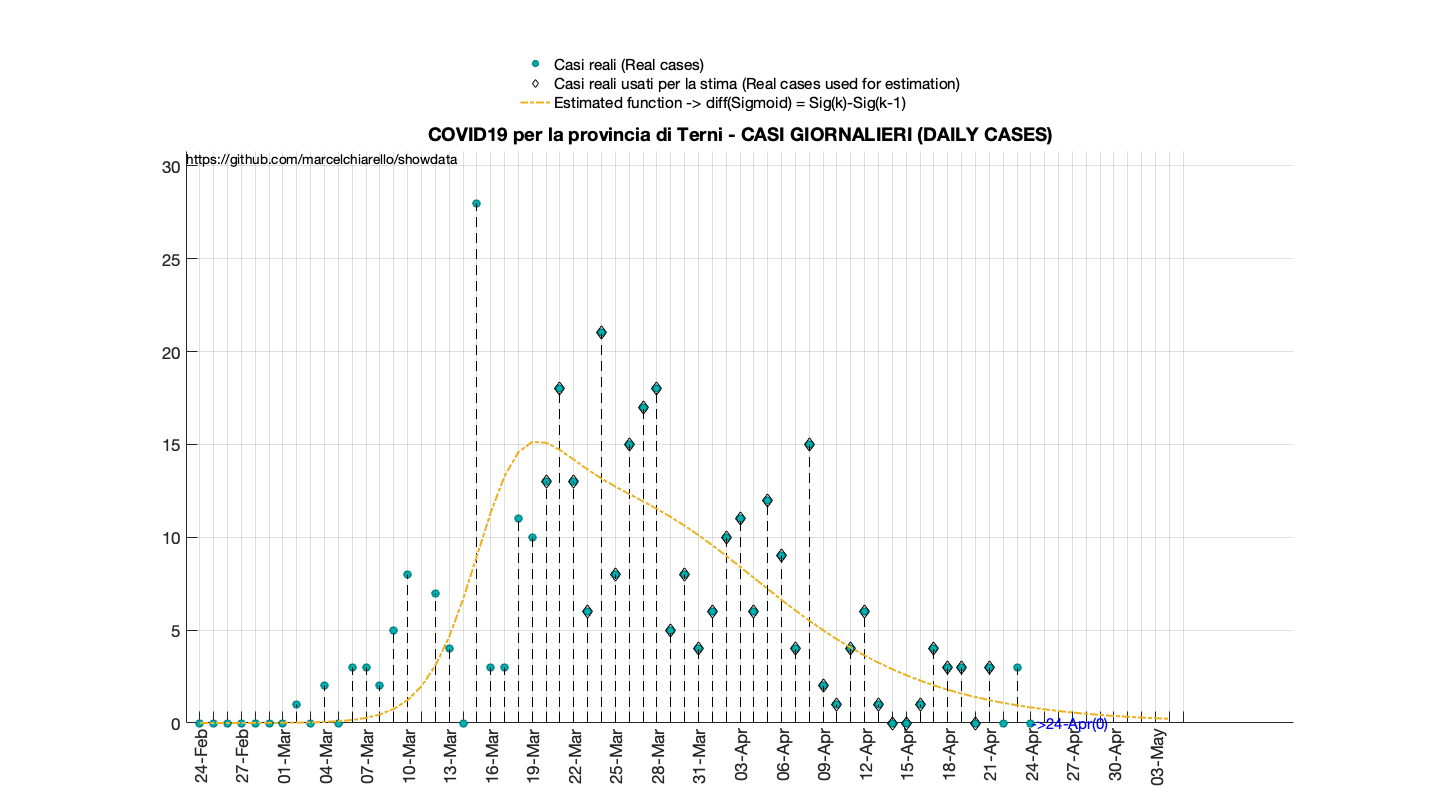 Casi reali (Real cases)
Casi reali usati per la stima (Real cases used for estimation)
Estimated function -> diff(Sigmoid) = Sig(k)-Sig(k-1)
COVID19 per la provincia di Terni - CASI GIORNALIERI (DAILY CASES)
https://github.com/marcelchiarello/showdata
30
25
20
15
10
5
0
->24-Apr(0)
24-Feb
27-Feb
01-Mar
04-Mar
07-Mar
10-Mar
13-Mar
16-Mar
19-Mar
22-Mar
25-Mar
28-Mar
31-Mar
03-Apr
06-Apr
09-Apr
12-Apr
15-Apr
18-Apr
21-Apr
24-Apr
27-Apr
30-Apr
03-May